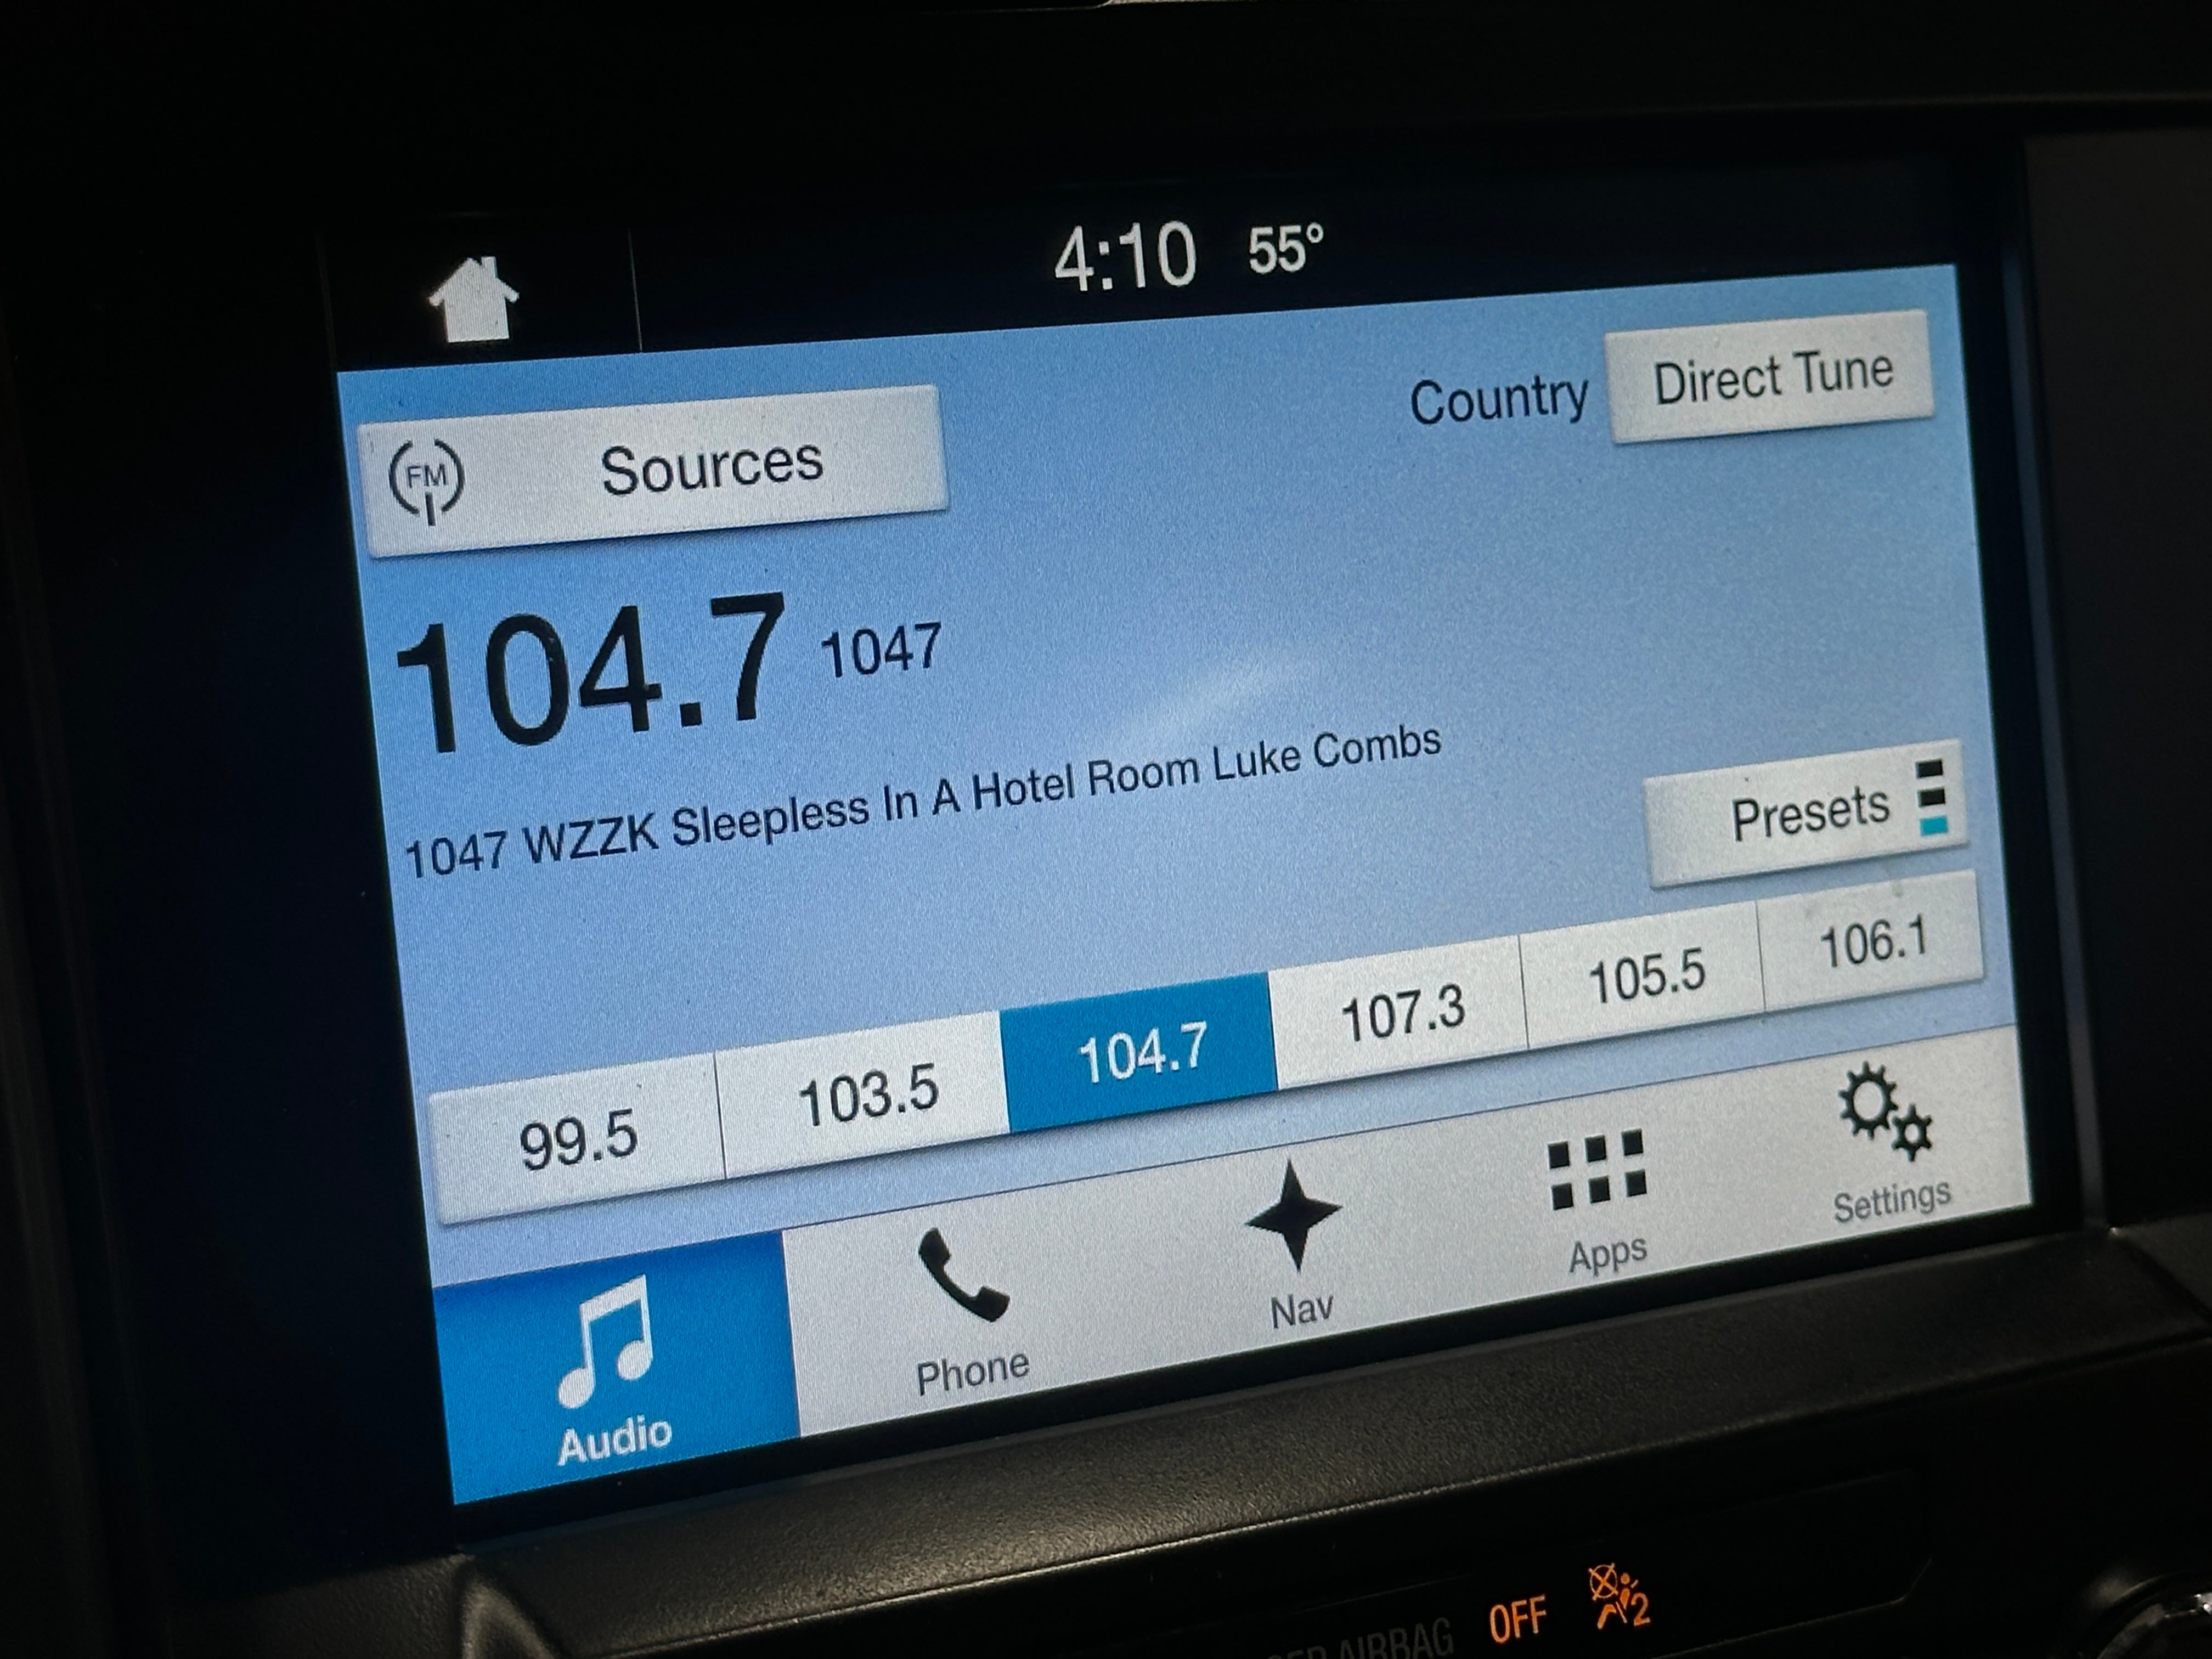 4:10 55°
Country Direct Tune
FM Sources
104.7 1047
1047 WZZK Sleepless In A Hotel Room Luke Combs
Presets
99.5 103.5 104.7 107.3 105.5 106.1
Audio Phone Nav Apps Settings
AIRBAG OFF 2